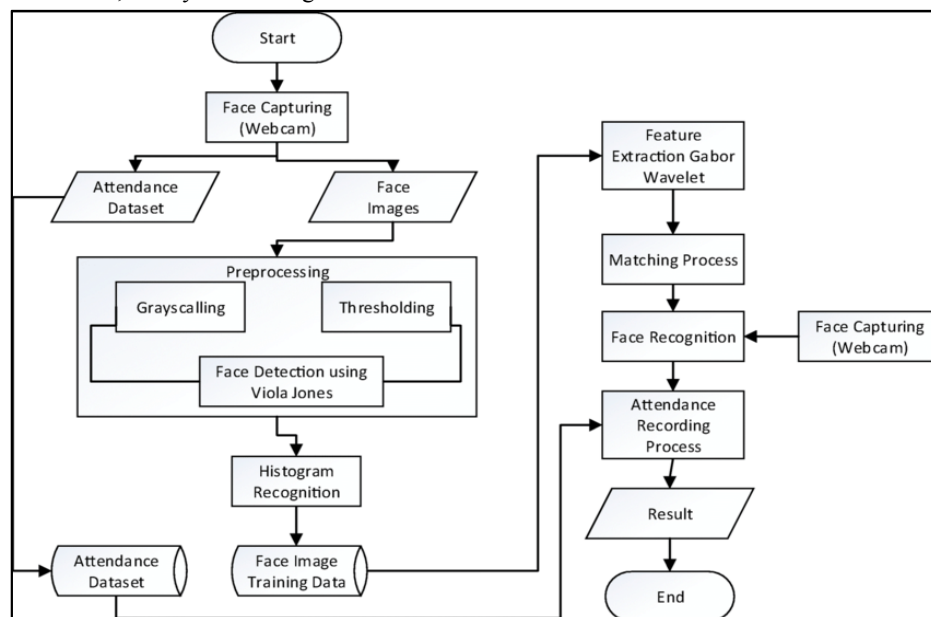 Start
Face Capturing
(Webcam)
Attendance
Dataset
Face
Images
Preprocessing
Grayscalling
Thresholding
Face Detection using
Viola Jones
Histogram
Recognition
Attendance
Dataset
Face Image
Training Data
Feature
Extraction Gabor
Wavelet
Matching Process
Face Recognition
Face Capturing
(Webcam)
Attendance
Recording
Process
Result
End